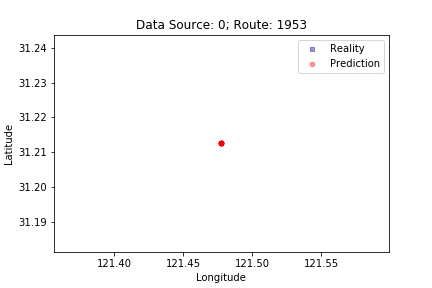 Data Source: 0; Route: 1953
Reality
Prediction
31.24
31.23
31.22
31.21
31.20
31.19
Latitude
121.40
121.45
121.50
121.55
Longitude